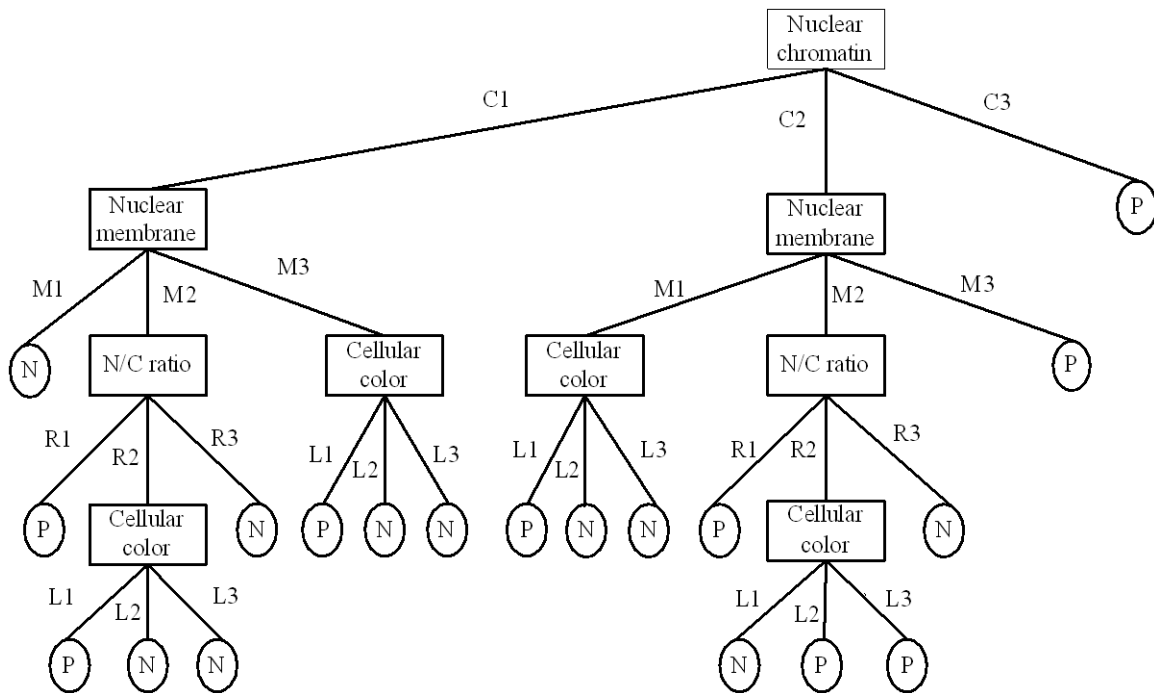 Nuclear
chromatin
C1
C2
C3
Nuclear
membrane
Nuclear
membrane
P
M1
M2
M3
M1
M2
M3
N
N/C ratio
Cellular
color
Cellular
color
N/C ratio
P
R1
R2
R3
L1
L2
L3
L1
L2
L3
R1
R2
R3
P
Cellular
color
N
P
N
N
P
N
N
P
Cellular
color
N
L1
L2
L3
L1
L2
L3
P
N
N
N
P
P